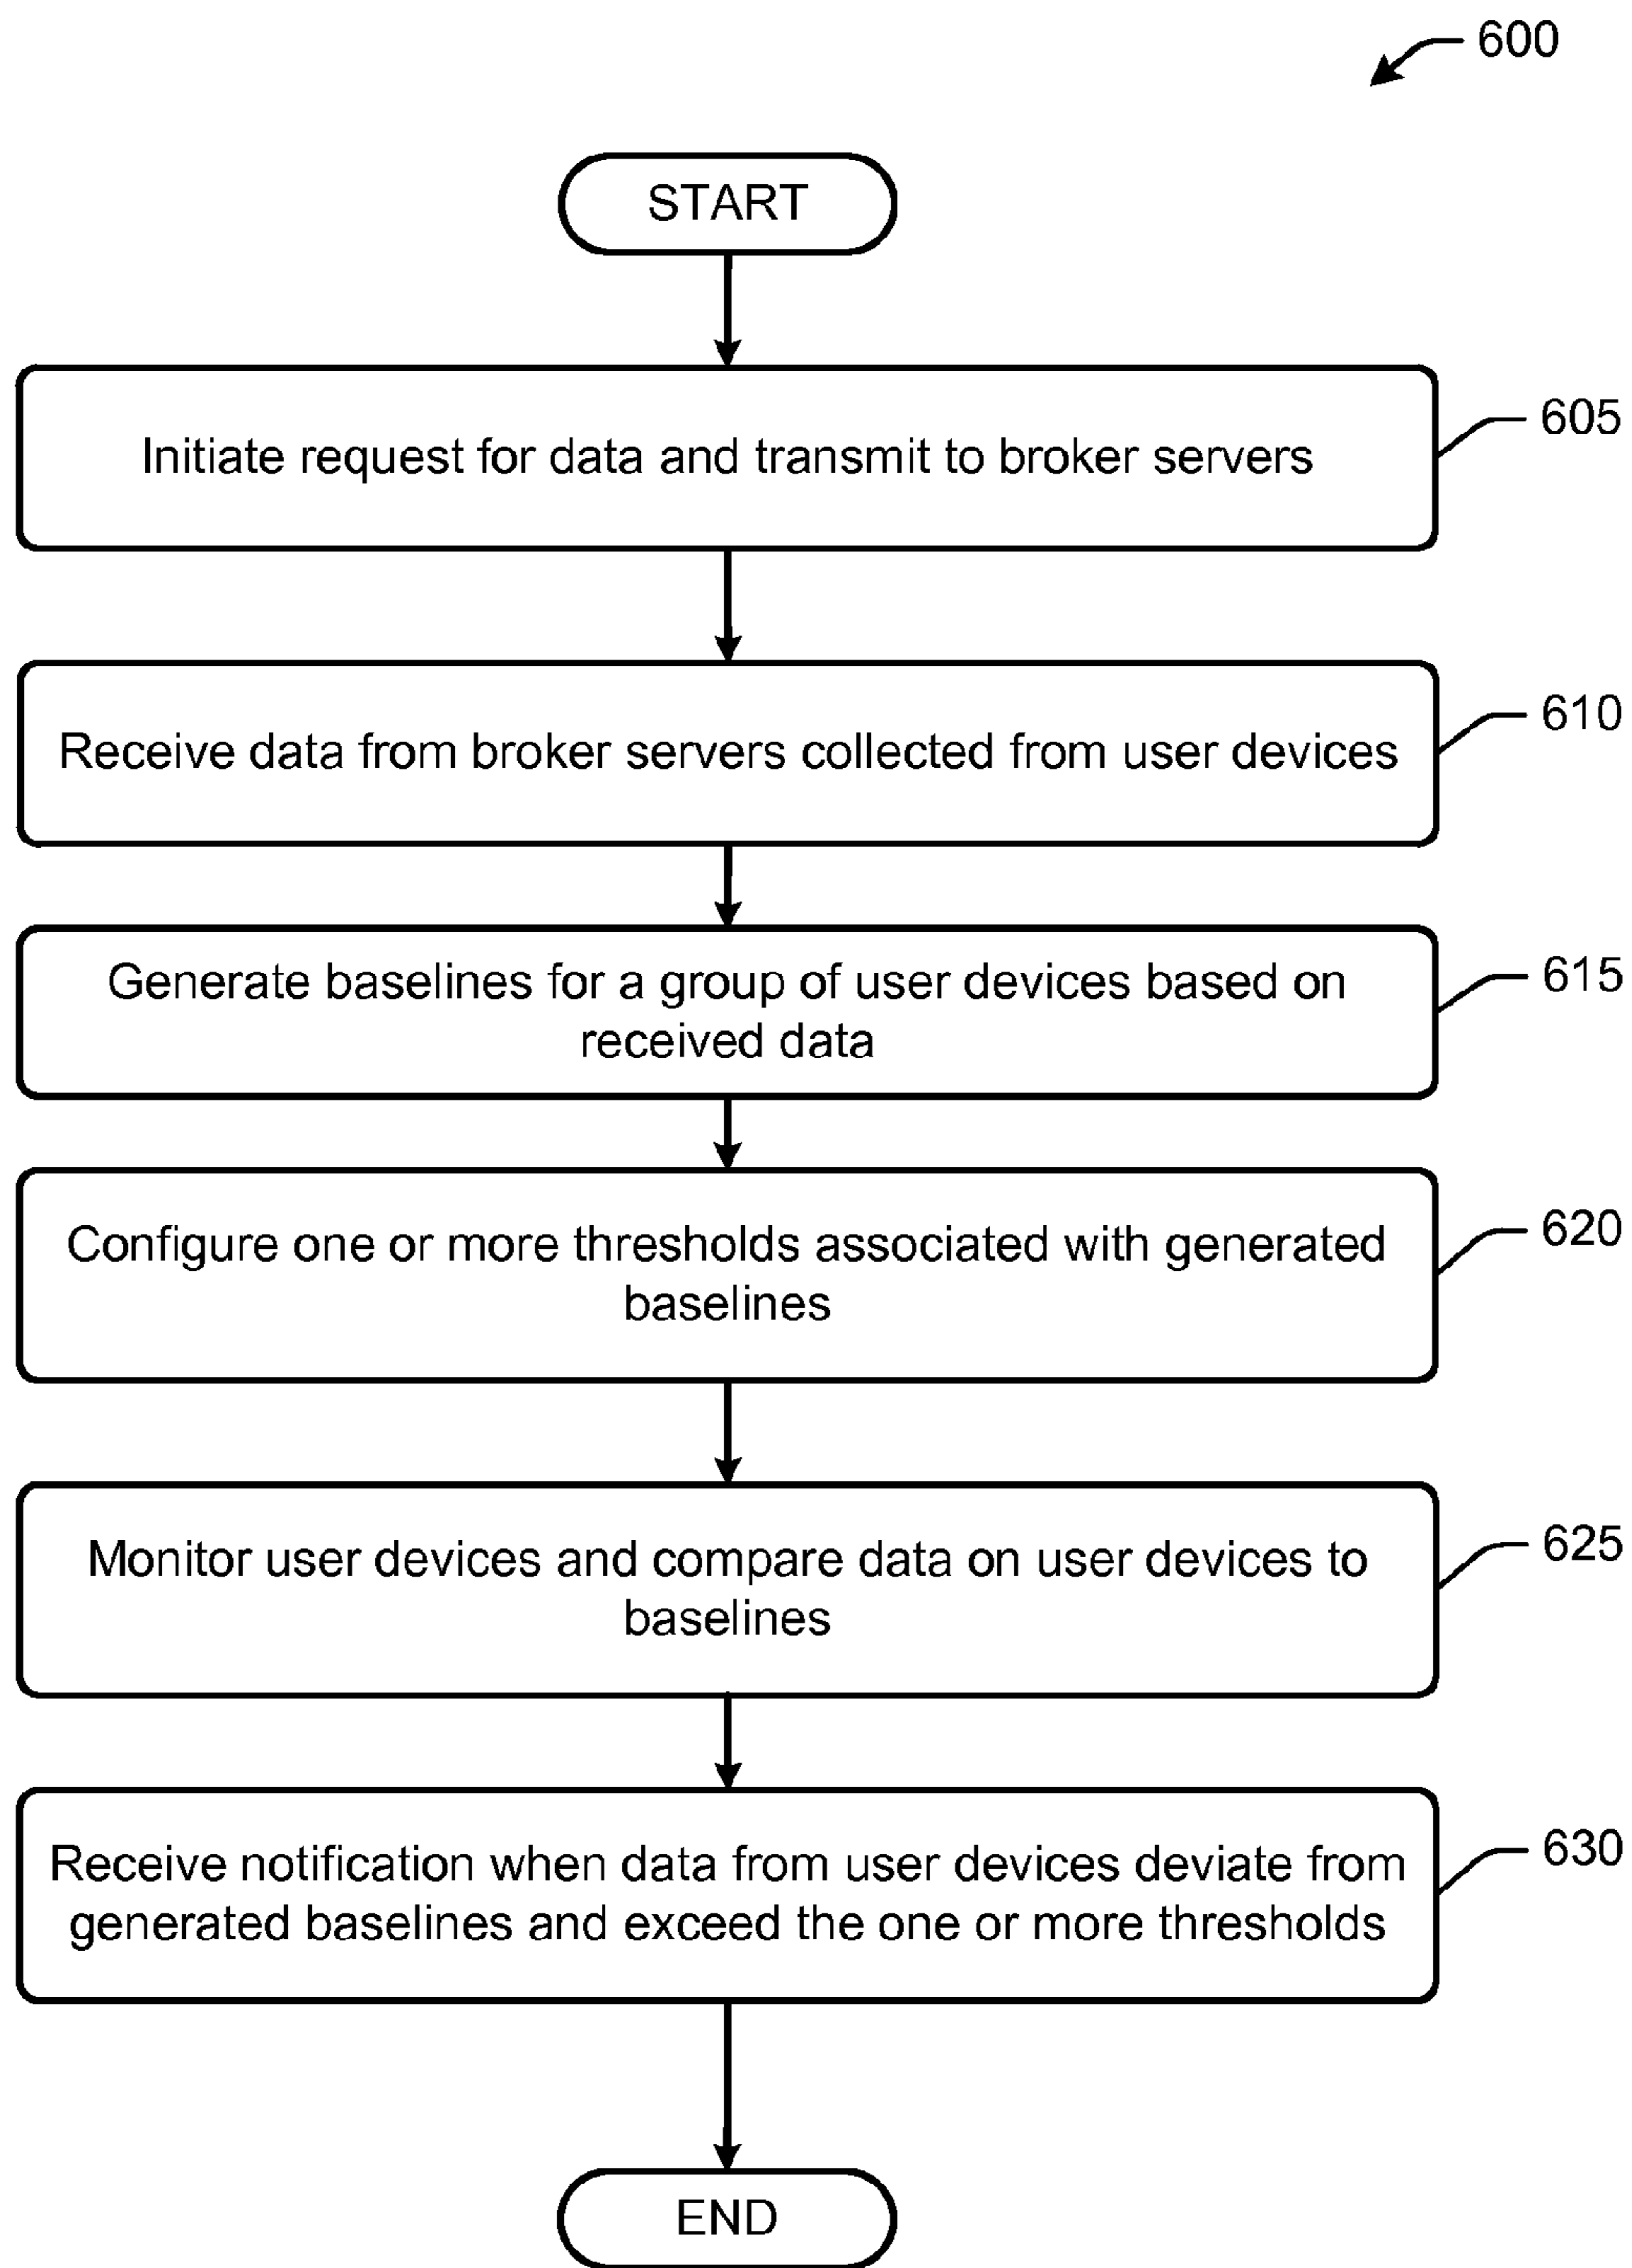 600
START
Initiate request for data and transmit to broker servers
605
Receive data from broker servers collected from user devices
610
Generate baselines for a group of user devices based on
received data
615
Configure one or more thresholds associated with generated
baselines
620
Monitor user devices and compare data on user devices to
baselines
625
Receive notification when data from user devices deviate from
generated baselines and exceed the one or more thresholds
630
END